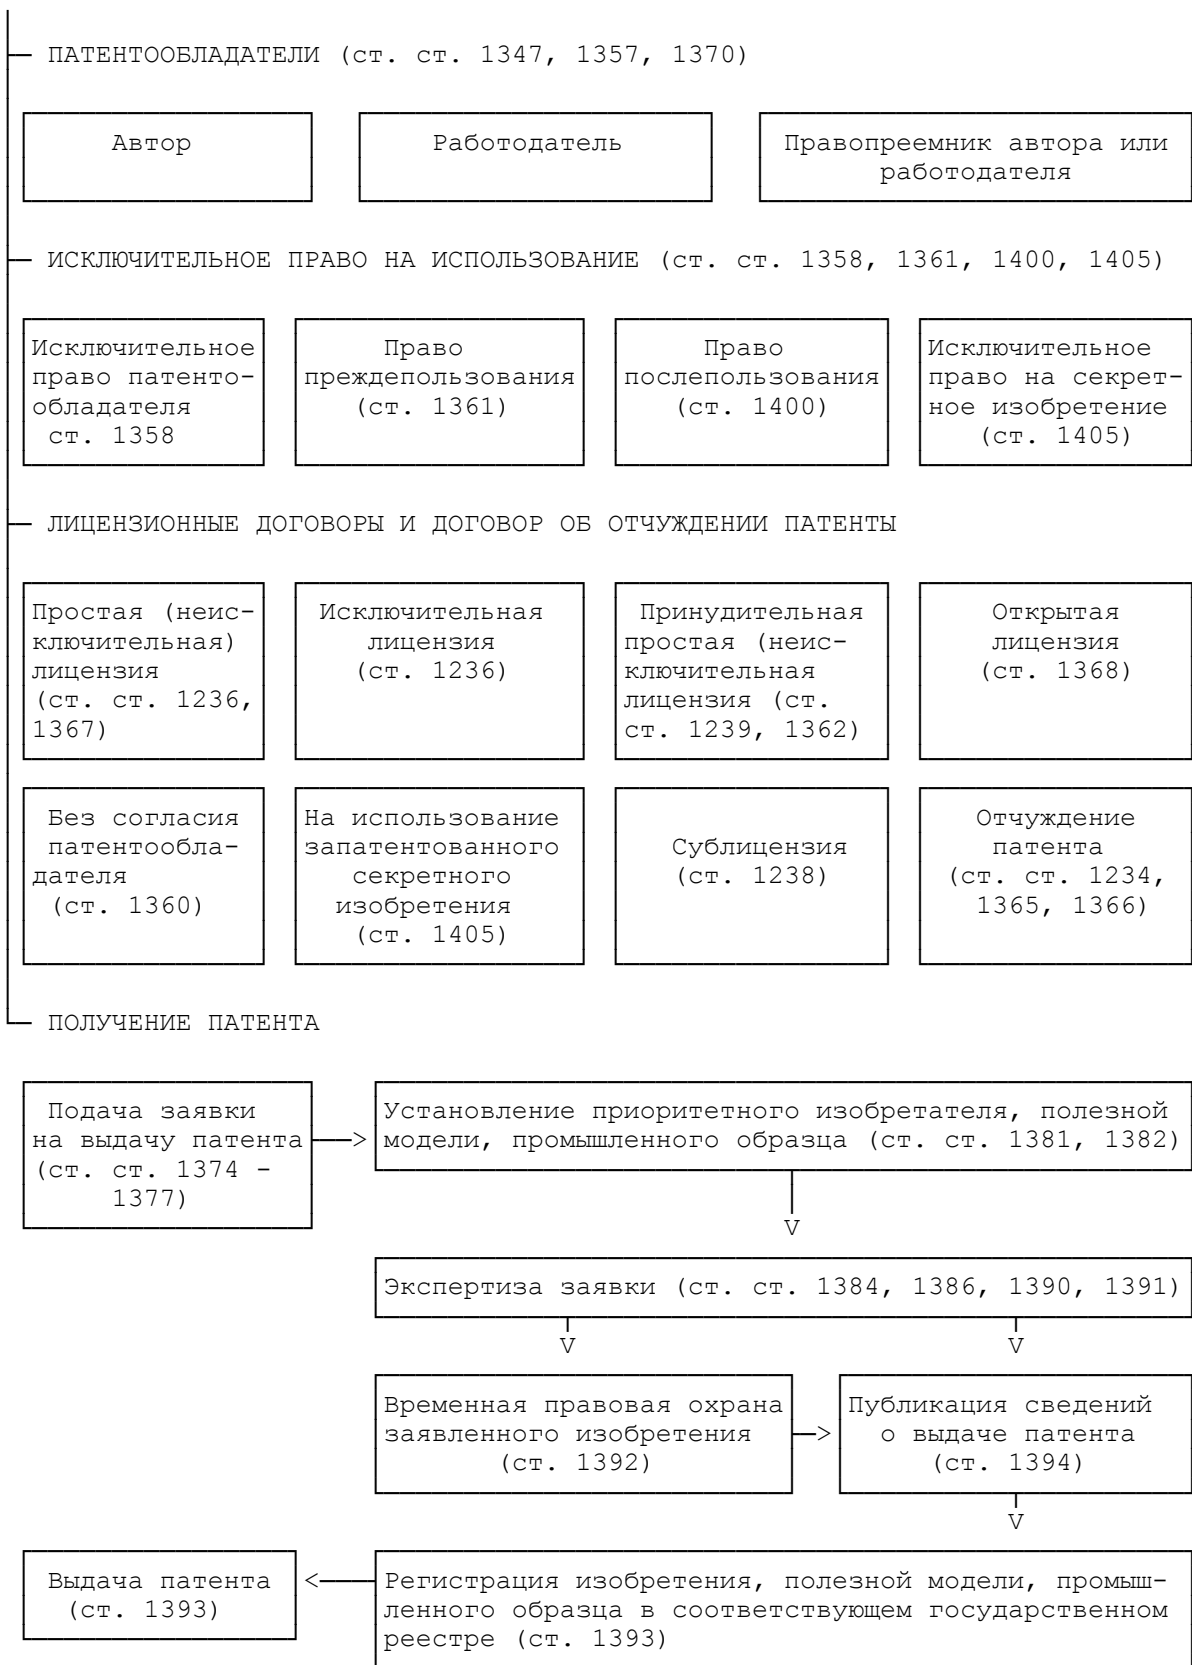 ПАТЕНТООБЛАДАТЕЛИ (ст. ст. 1347, 1357, 1370)
Автор
Работодатель
Правопреемник автора или
работодателя
ИСКЛЮЧИТЕЛЬНОЕ ПРАВО НА ИСПОЛЬЗОВАНИЕ (ст. ст. 1358, 1361, 1400, 1405)
Исключительное
право патенто-
обладателя
ст. 1358
Право
преждепользования
(ст. 1361)
Право
послепользования
(ст. 1400)
Исключительное
право на секрет-
ное изобретение
(ст. 1405)
ЛИЦЕНЗИОННЫЕ ДОГОВОРЫ И ДОГОВОР ОБ ОТЧУЖДЕНИИ ПАТЕНТЫ
Простая (неис-
ключительная)
лицензия
(ст. ст. 1236,
1367)
Исключительная
лицензия
(ст. 1236)
Принудительная
простая (неис-
ключительная
лицензия (ст.
ст. 1239, 1362)
Открытая
лицензия
(ст. 1368)
Без согласия
патентообла-
дателя
(ст. 1360)
На использование
запатентованного
секретного
изобретения
(ст. 1405)
Сублицензия
(ст. 1238)
Отчуждение
патента
(ст. ст. 1234,
1365, 1366)
ПОЛУЧЕНИЕ ПАТЕНТА
Подача заявки
на выдачу патента
(ст. ст. 1374 -
1377)
Установление приоритетного изобретателя, полезной
модели, промышленного образца (ст. ст. 1381, 1382)
Экспертиза заявки (ст. ст. 1384, 1386, 1390, 1391)
Временная правовая охрана
заявленного изобретения
(ст. 1392)
Публикация сведений
о выдаче патента
(ст. 1394)
Выдача патента
(ст. 1393)
Регистрация изобретения, полезной модели, промыш-
ленного образца в соответствующем государственном
реестре (ст. 1393)